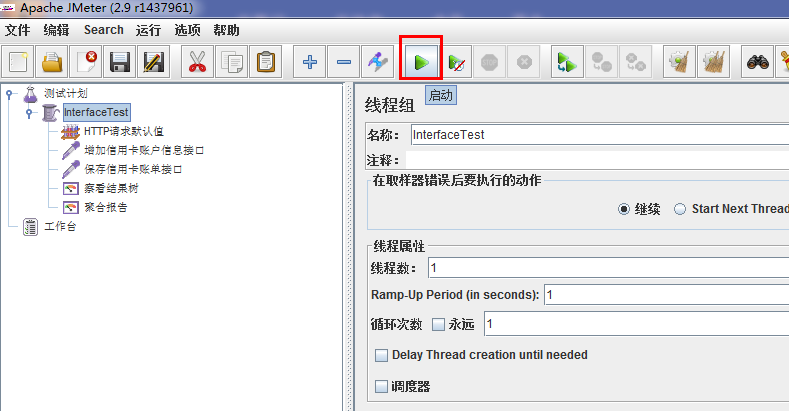 Apache JMeter (2.9 r1437961)
文件 编辑 Search 运行 选项 帮助
启动
测试计划
InterfaceTest
HTTP请求默认值
增加信用卡账户信息接口
保存信用卡账单接口
察看结果树
聚合报告
工作台
线程组
名称: InterfaceTest
注释:
在取样器错误后要执行的动作
继续 Start Next Thread
线程属性
线程数: 1
Ramp-Up Period (in seconds): 1
循环次数 永远 1
Delay Thread creation until needed
调度器